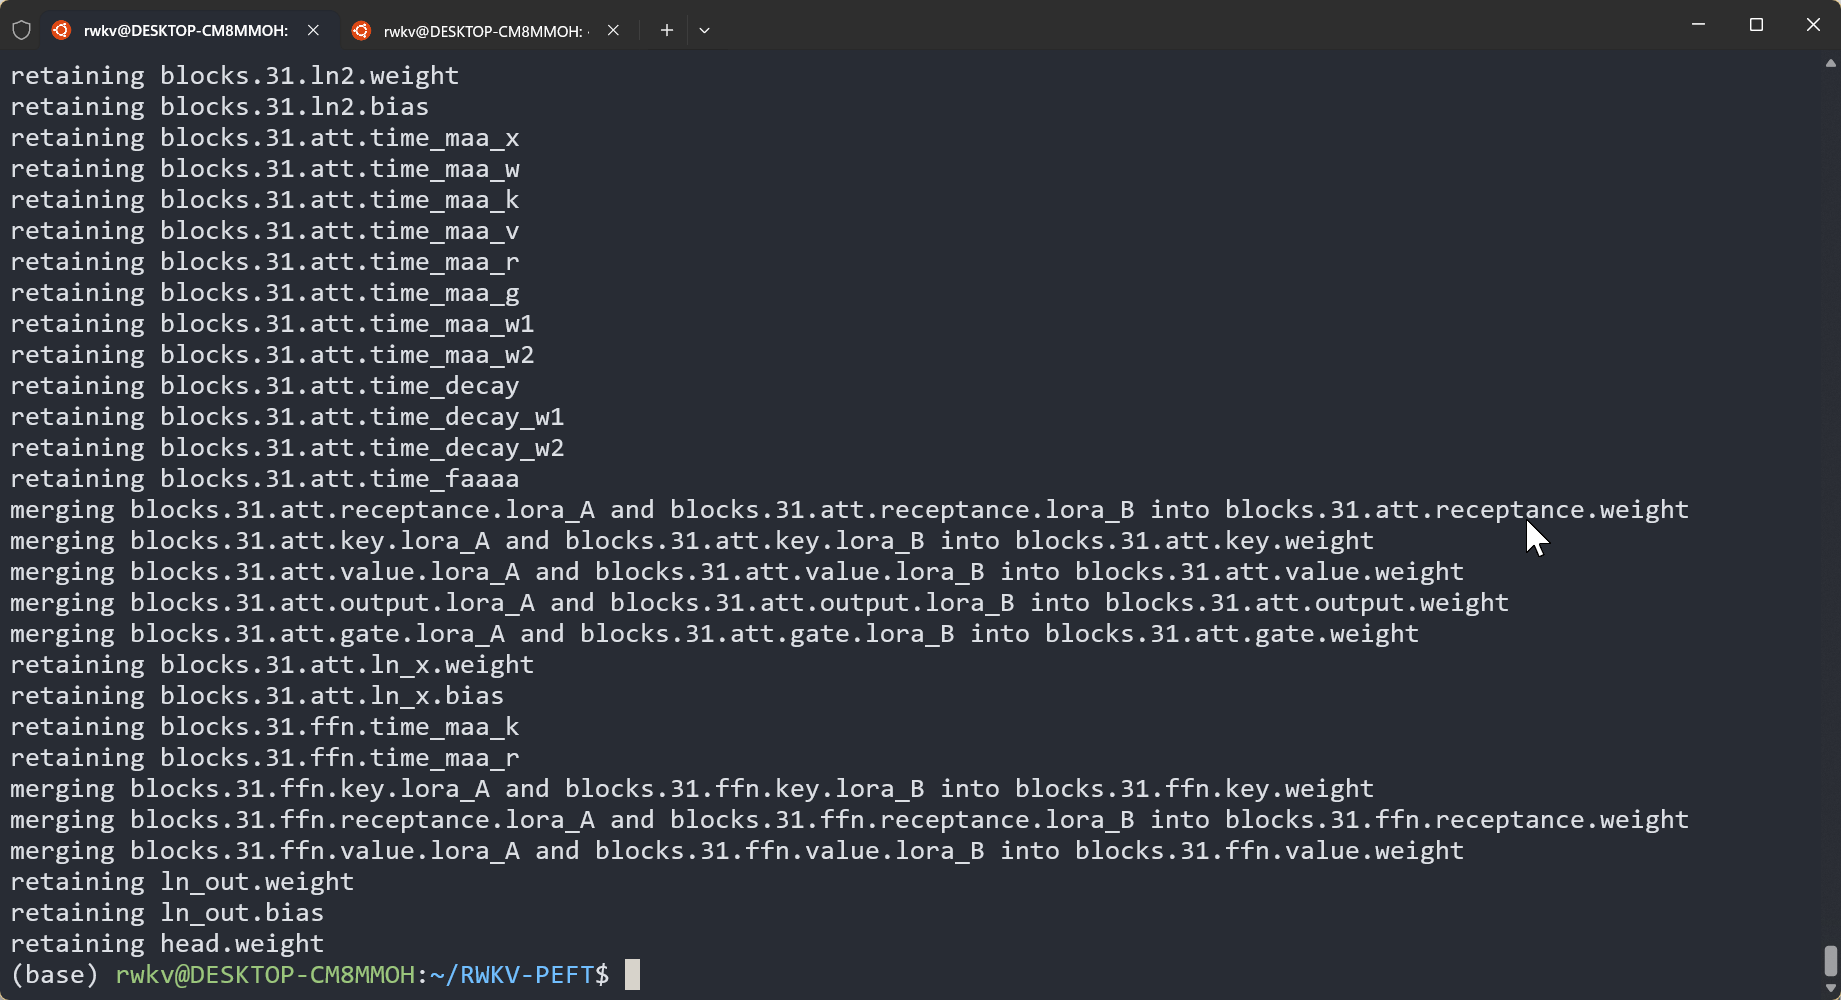 rwkv@DESKTOP-CM8MMOH: rwkv@DESKTOP-CM8MMOH:
retaining blocks.31.ln2.weight
retaining blocks.31.ln2.bias
retaining blocks.31.att.time_maa_x
retaining blocks.31.att.time_maa_w
retaining blocks.31.att.time_maa_k
retaining blocks.31.att.time_maa_v
retaining blocks.31.att.time_maa_r
retaining blocks.31.att.time_maa_g
retaining blocks.31.att.time_maa_w1
retaining blocks.31.att.time_maa_w2
retaining blocks.31.att.time_decay
retaining blocks.31.att.time_decay_w1
retaining blocks.31.att.time_decay_w2
retaining blocks.31.att.time_faaaa
merging blocks.31.att.receptance.lora_A and blocks.31.att.receptance.lora_B into blocks.31.att.receptance.weight
merging blocks.31.att.key.lora_A and blocks.31.att.key.lora_B into blocks.31.att.key.weight
merging blocks.31.att.value.lora_A and blocks.31.att.value.lora_B into blocks.31.att.value.weight
merging blocks.31.att.output.lora_A and blocks.31.att.output.lora_B into blocks.31.att.output.weight
merging blocks.31.att.gate.lora_A and blocks.31.att.gate.lora_B into blocks.31.att.gate.weight
retaining blocks.31.att.ln_x.weight
retaining blocks.31.att.ln_x.bias
retaining blocks.31.ffn.time_maa_k
retaining blocks.31.ffn.time_maa_r
merging blocks.31.ffn.key.lora_A and blocks.31.ffn.key.lora_B into blocks.31.ffn.key.weight
merging blocks.31.ffn.receptance.lora_A and blocks.31.ffn.receptance.lora_B into blocks.31.ffn.receptance.weight
merging blocks.31.ffn.value.lora_A and blocks.31.ffn.value.lora_B into blocks.31.ffn.value.weight
retaining ln_out.weight
retaining ln_out.bias
retaining head.weight
(base) rwkv@DESKTOP-CM8MMOH:~/RWKV-PEFT$